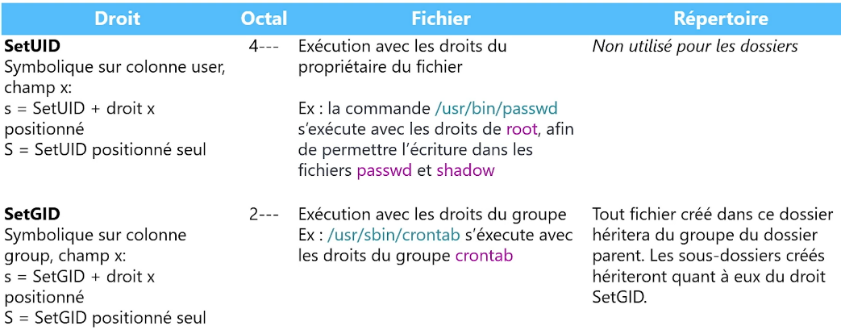 Droit
Octal
Fichier
Répertoire
SetUID
Symbolique sur colonne user,
champ x:
s = SetUID + droit x
positionné
S = SetUID positionné seul
4---
Exécution avec les droits du
propriétaire du fichier
Ex : la commande /usr/bin/passwd
s’exécute avec les droits de root, afin
de permettre l’écriture dans les
fichiers passwd et shadow
Non utilisé pour les dossiers
SetGID
Symbolique sur colonne
group, champ x:
s = SetGID + droit x
positionné
S = SetGID positionné seul
2---
Exécution avec les droits du groupe
Ex : /usr/sbin/crontab s’éxecute avec
les droits du groupe crontab
Tout fichier créé dans ce dossier
héritera du groupe du dossier
parent. Les sous-dossiers créés
hériteront quant à eux du droit
SetGID.